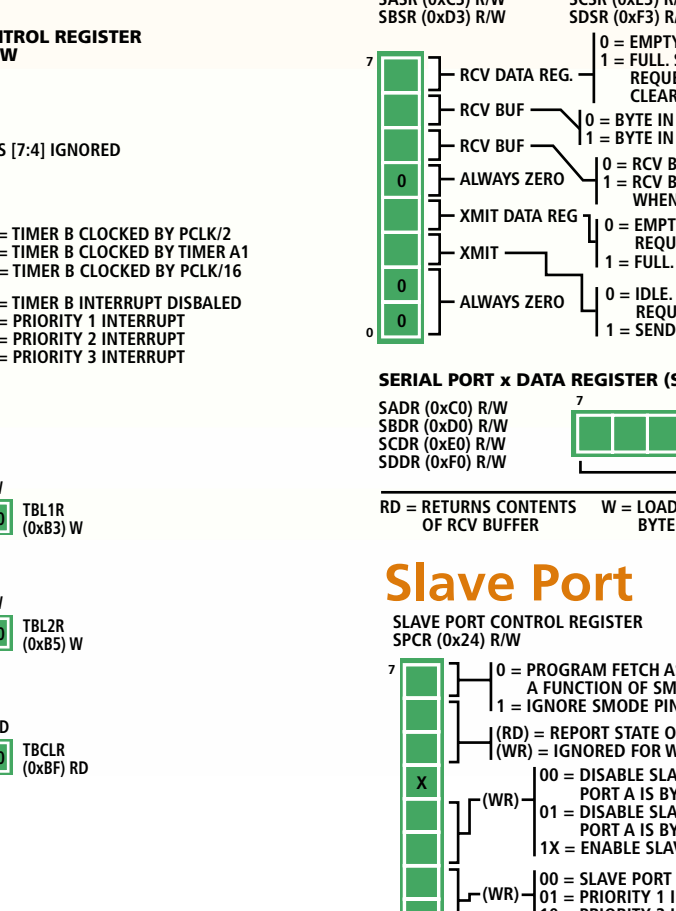 NTROL REGISTER
W
S [7:4] IGNORED
= TIMER B CLOCKED BY PCLK/2
= TIMER B CLOCKED BY TIMER A1
= TIMER B CLOCKED BY PCLK/16
= TIMER B INTERRUPT DISBALED
= PRIORITY 1 INTERRUPT
= PRIORITY 2 INTERRUPT
= PRIORITY 3 INTERRUPT
TBL1R
(0xB3) W
TBL2R
(0xB5) W
D
TBCLR
(0xBF) RD
SBSR (0xD3) R/W
SDSR (0xF3) R/
7
RCV DATA REG.
0 = EMPTY
1 = FULL.
REQUE
CLEAR
RCV BUF
0 = BYTE IN
1 = BYTE IN
RCV BUF
0 = RCV B
1 = RCV B
WHEN
0
ALWAYS ZERO
XMIT DATA REG
0 = EMPT
REQU
1 = FULL.
XMIT
0 = IDLE.
REQU
1 = SEND
0
0
ALWAYS ZERO
0
SERIAL PORT x DATA REGISTER (S
SADR (0xC0) R/W
SBDR (0xD0) R/W
SCDR (0xE0) R/W
SDDR (0xF0) R/W
7
RD = RETURNS CONTENTS
OF RCV BUFFER
W = LOAD
BYTE
Slave Port
SLAVE PORT CONTROL REGISTER
SPCR (0x24) R/W
7
0 = PROGRAM FETCH A
A FUNCTION OF SM
1 = IGNORE SMODE PIN
(RD) = REPORT STATE O
(WR) = IGNORED FOR W
X
(WR)
00 = DISABLE SLA
PORT A IS BY
01 = DISABLE SLA
PORT A IS BY
1X = ENABLE SLAV
(WR)
00 = SLAVE PORT
01 = PRIORITY 1 I